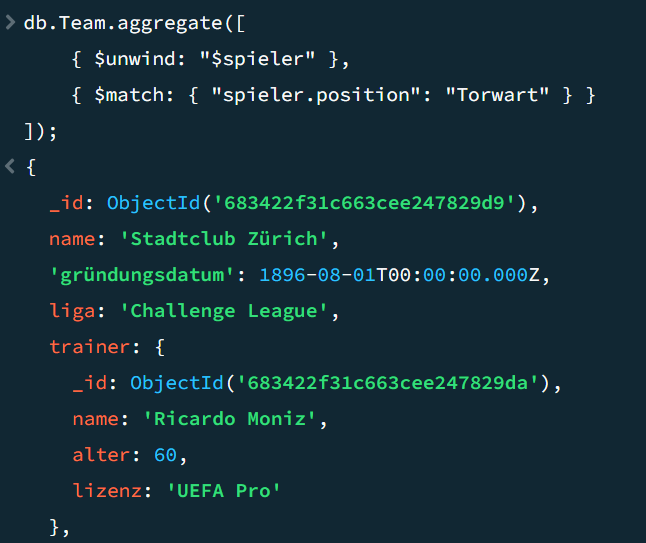 > db.Team.aggregate([
{ $unwind: "$spieler" },
{ $match: { "spieler.position": "Torwart" } }
]);
< {
_id: ObjectId('683422f31c663cee247829d9'),
name: 'Stadtclub Zürich',
'gründungsdatum': 1896-08-01T00:00:00.000Z,
liga: 'Challenge League',
trainer: {
_id: ObjectId('683422f31c663cee247829da'),
name: 'Ricardo Moniz',
alter: 60,
lizenz: 'UEFA Pro'
},